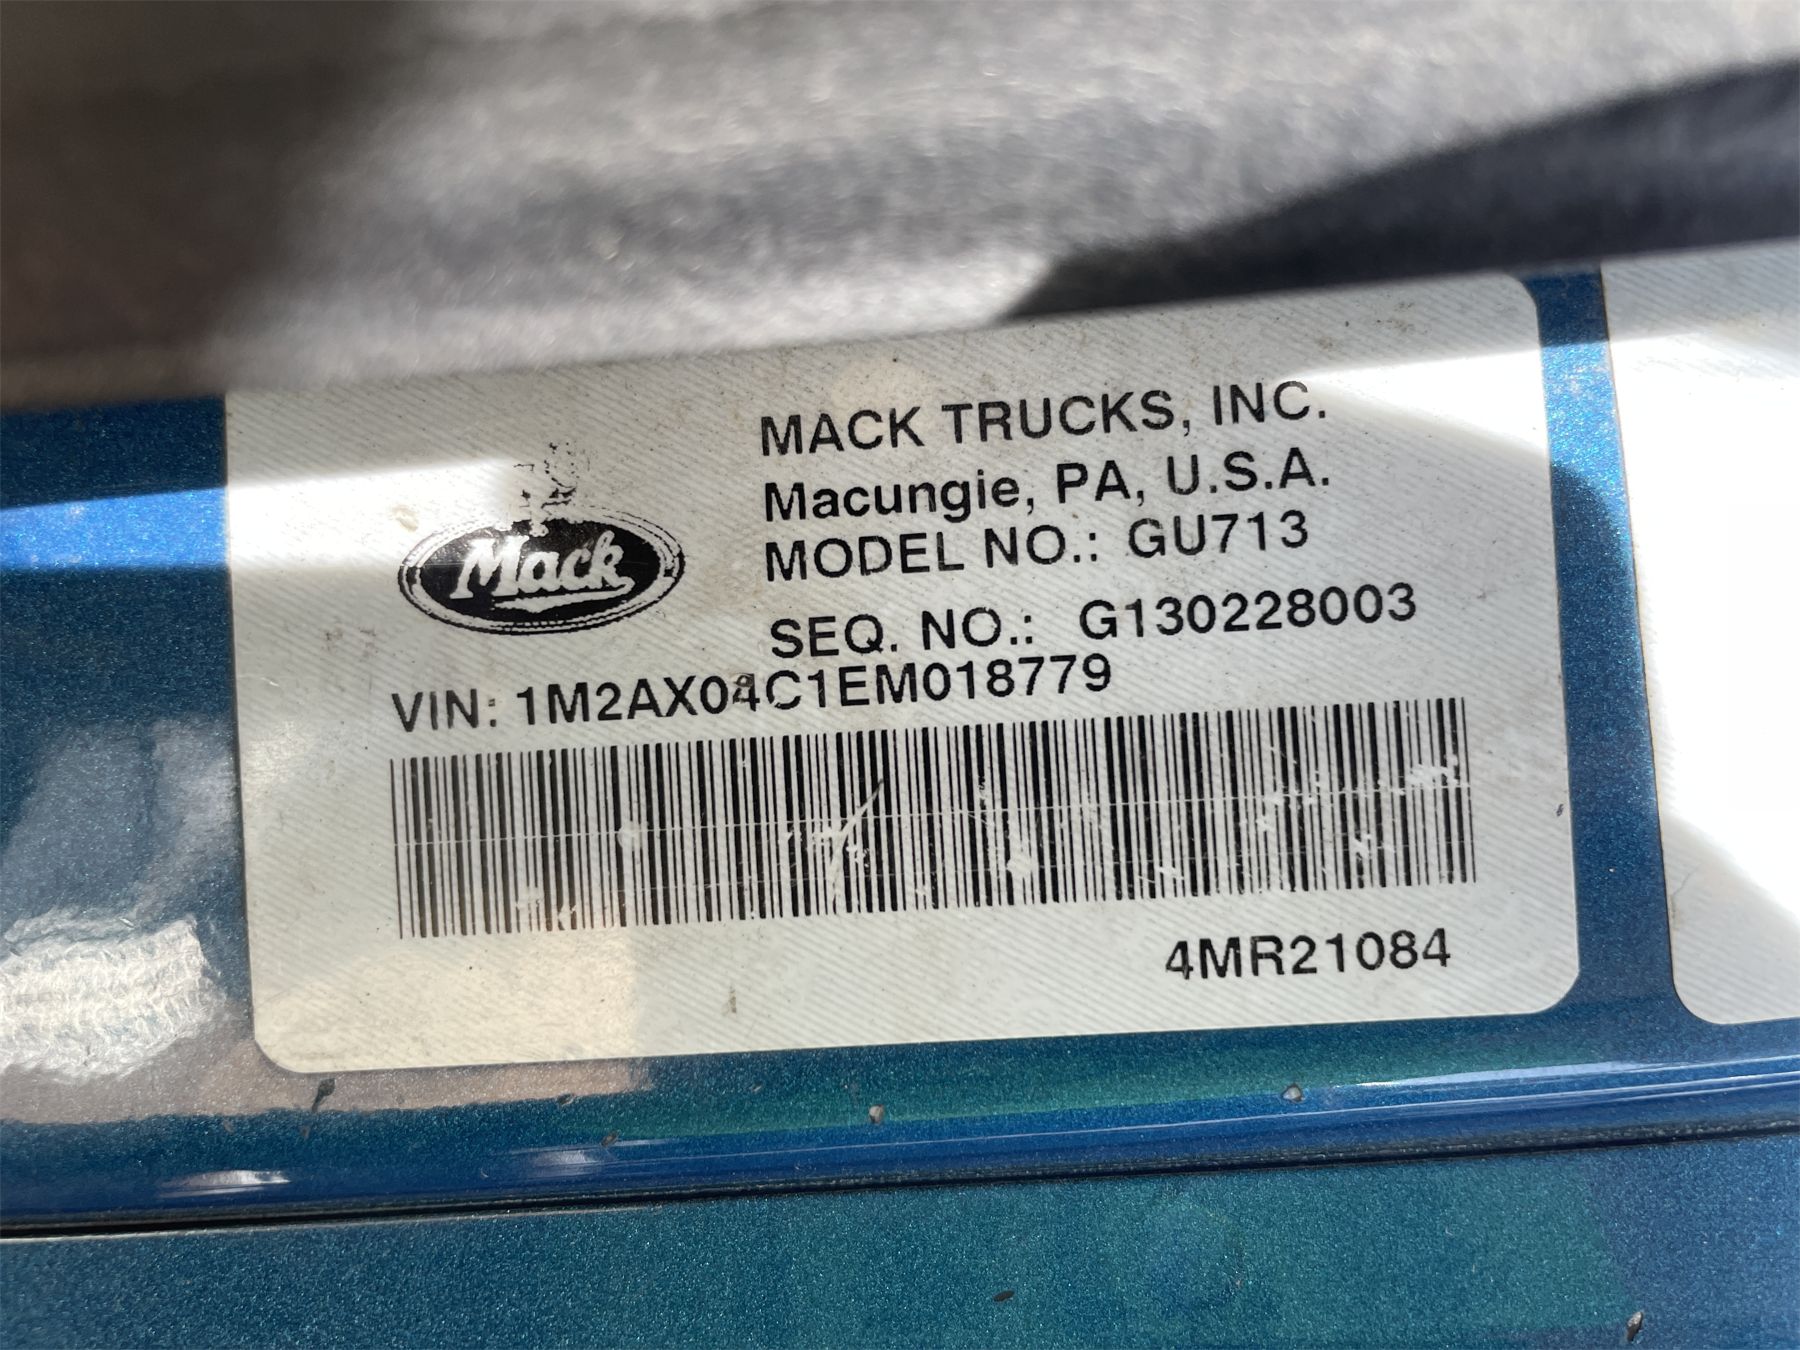 MACK TRUCKS, INC.
Macungie, PA, U.S.A.
Mack
MODEL NO.: GU713
SEQ. NO.: G130228003
VIN: 1M2AX04C1EM018779
4MR21084